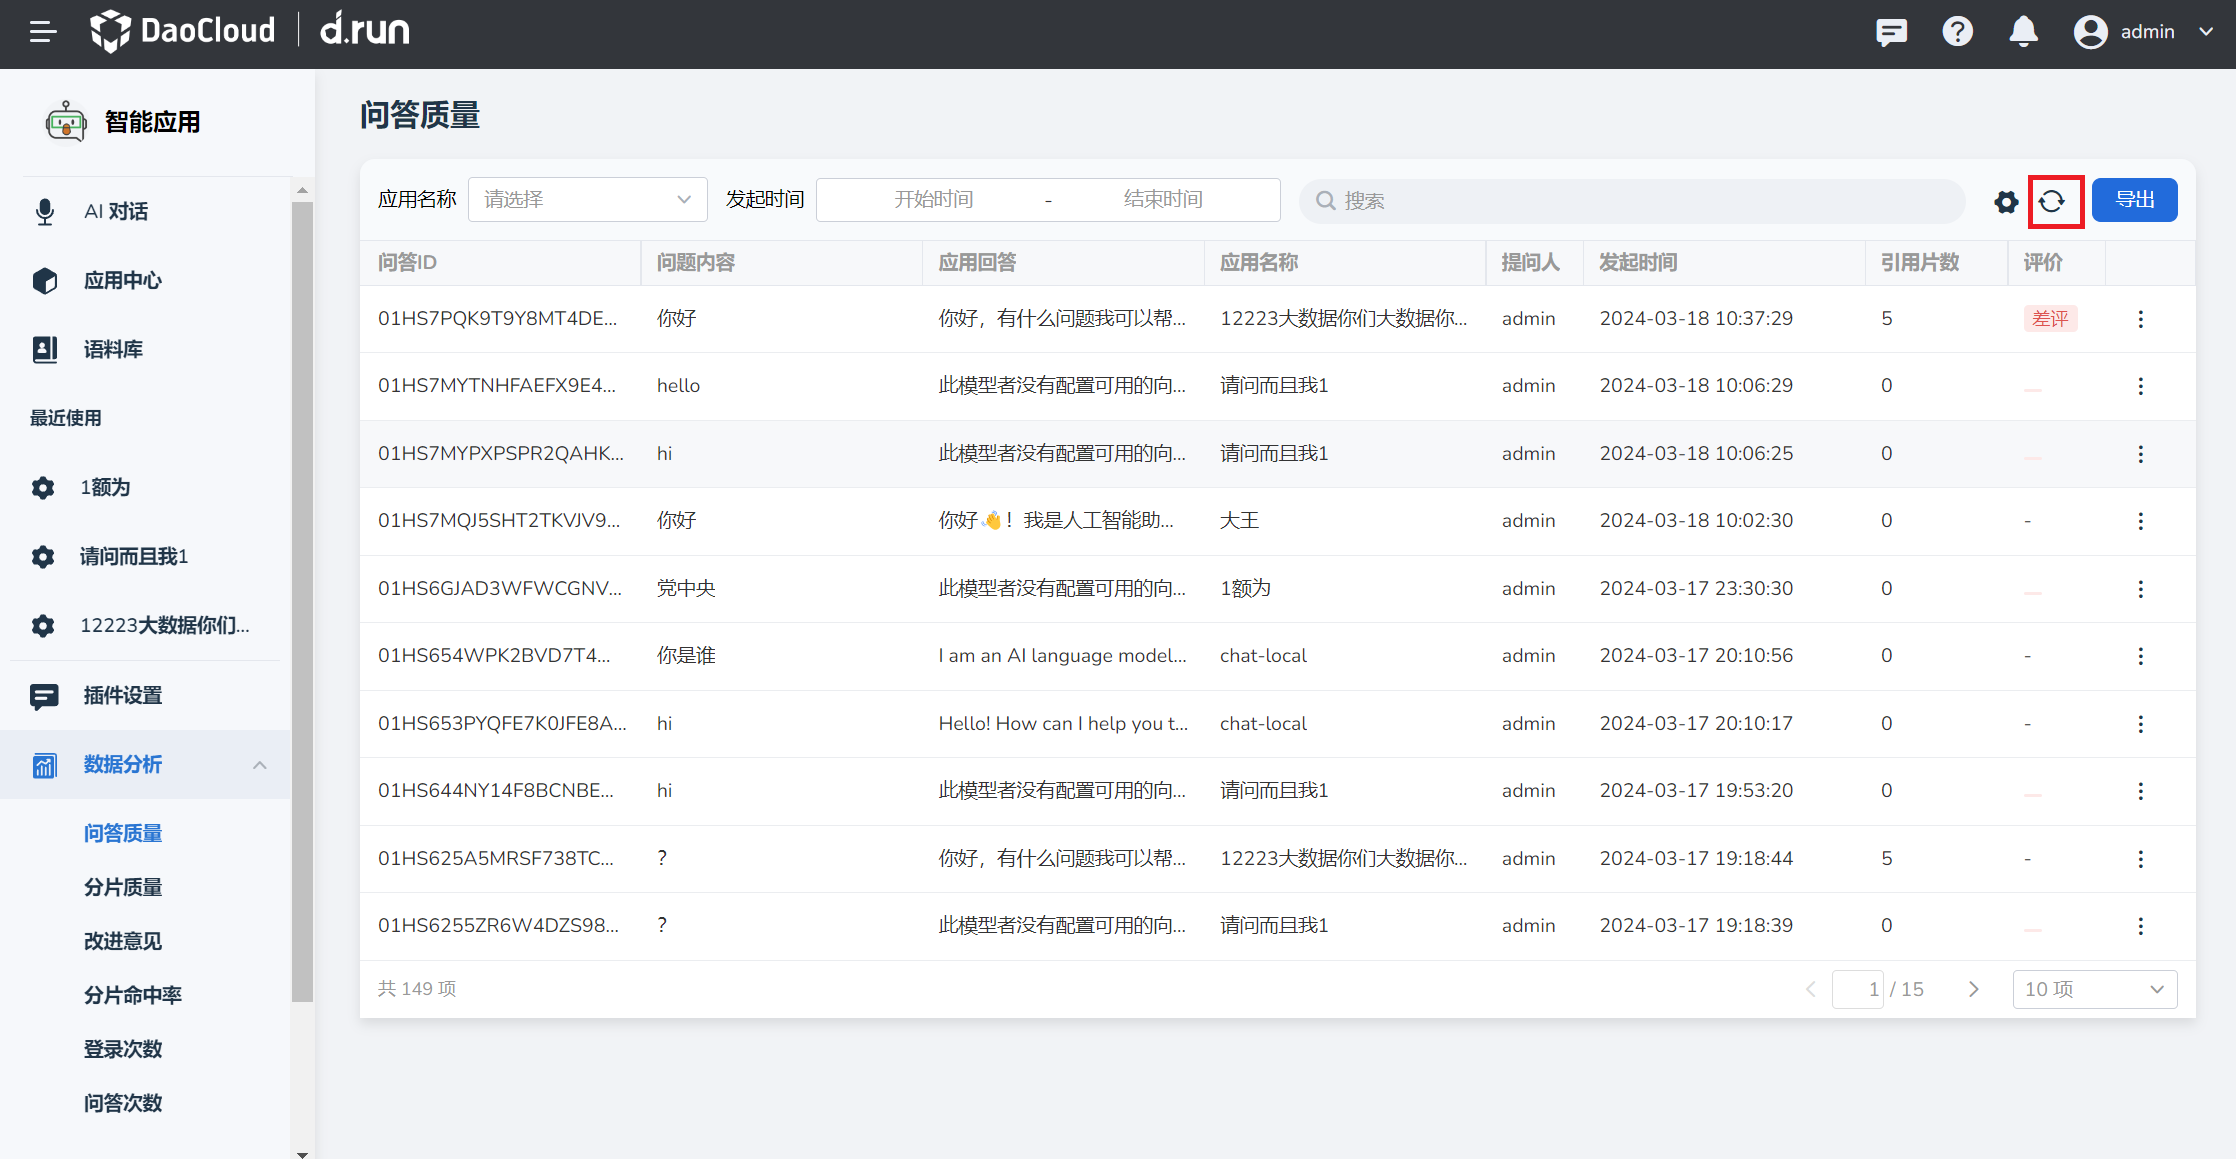 DaoCloud | d.run
admin
智能应用
AI 对话
应用中心
语料库
最近使用
1额为
请问而且我1
12223大数据你们...
插件设置
数据分析
问答质量
分片质量
改进意见
分片命中率
登录次数
问答次数
问答质量
应用名称 请选择 发起时间 开始时间 - 结束时间 搜索 导出
问答ID 问题内容 应用回答 应用名称 提问人 发起时间 引用片数 评价
01HS7PQK9T9Y8MT4DE... 你好 你好，有什么问题我可以帮... 12223大数据你们大数据你... admin 2024-03-18 10:37:29 5 差评
01HS7MYTNHFAEFX9E4... hello 此模型者没有配置可用的向... 请问而且我1 admin 2024-03-18 10:06:29 0
01HS7MYPXPSPR2QAHK... hi 此模型者没有配置可用的向... 请问而且我1 admin 2024-03-18 10:06:25 0
01HS7MQJ5SHT2TKVJV9... 你好 你好👋！我是人工智能助... 大王 admin 2024-03-18 10:02:30 0 -
01HS6GJAD3WFWCGNV... 党中央 此模型者没有配置可用的向... 1额为 admin 2024-03-17 23:30:30 0
01HS654WPK2BVD7T4... 你是谁 I am an AI language model... chat-local admin 2024-03-17 20:10:56 0 -
01HS653PYQFE7K0JFE8A... hi Hello! How can I help you t... chat-local admin 2024-03-17 20:10:17 0 -
01HS644NY14F8BCNBE... hi 此模型者没有配置可用的向... 请问而且我1 admin 2024-03-17 19:53:20 0
01HS625A5MRSF738TC... ? 你好，有什么问题我可以帮... 12223大数据你们大数据你... admin 2024-03-17 19:18:44 5 -
01HS6255ZR6W4DZS98... ? 此模型者没有配置可用的向... 请问而且我1 admin 2024-03-17 19:18:39 0
共 149 项 1 / 15 10 项